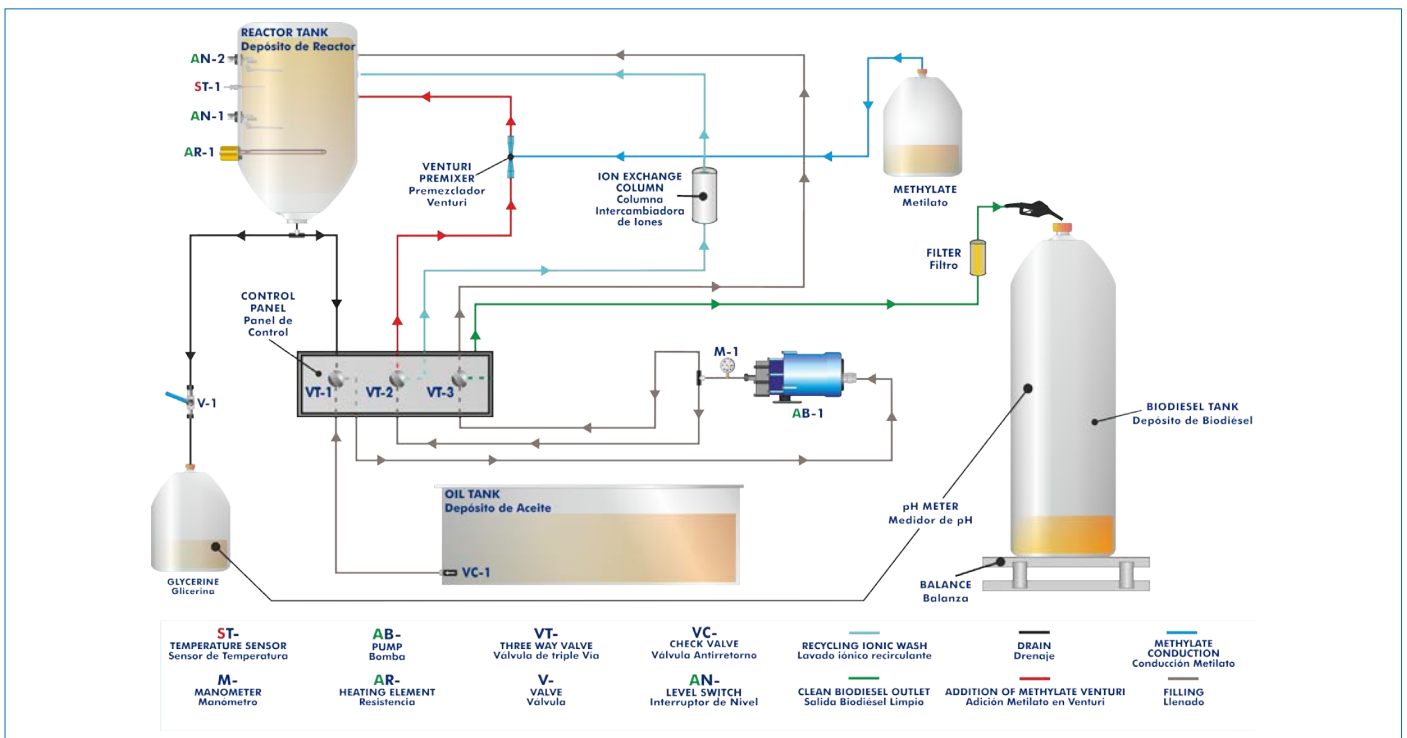 REACTOR TANK
Depósito de Reactor
AN-2
ST-1
AN-1
AR-1
VENTURI
PREMIXER
Premezclador
Venturi
ION EXCHANGE
COLUMN
Columna
Intercambiadora
de Iones
METHYLATE
Metilato
FILTER
Filtro
CONTROL
PANEL
Panel de
Control
VT-1
VT-2
VT-3
M-1
AB-1
V-1
BIODIESEL TANK
Depósito de Biodiésel
OIL TANK
Depósito de Aceite
VC-1
pH METER
Medidor de pH
GLYCERINE
Glicerina
BALANCE
Balanza
ST-
TEMPERATURE SENSOR
Sensor de Temperatura
AB-
PUMP
Bomba
VT-
THREE WAY VALVE
Válvula de triple Via
VC-
CHECK VALVE
Válvula Antirretorno
RECYCLING IONIC WASH
Lavado iónico recirculante
DRAIN
Drenaje
METHYLATE
CONDUCTION
Conducción Metilato
M-
MANOMETER
Manómetro
AR-
HEATING ELEMENT
Resistencia
V-
VALVE
Válvula
AN-
LEVEL SWITCH
Interruptor de Nivel
CLEAN BIODIESEL OUTLET
Salida Biodiésel Limpio
ADDITION OF METHYLATE VENTURI
Adición Metilato en Venturi
FILLING
Llenado